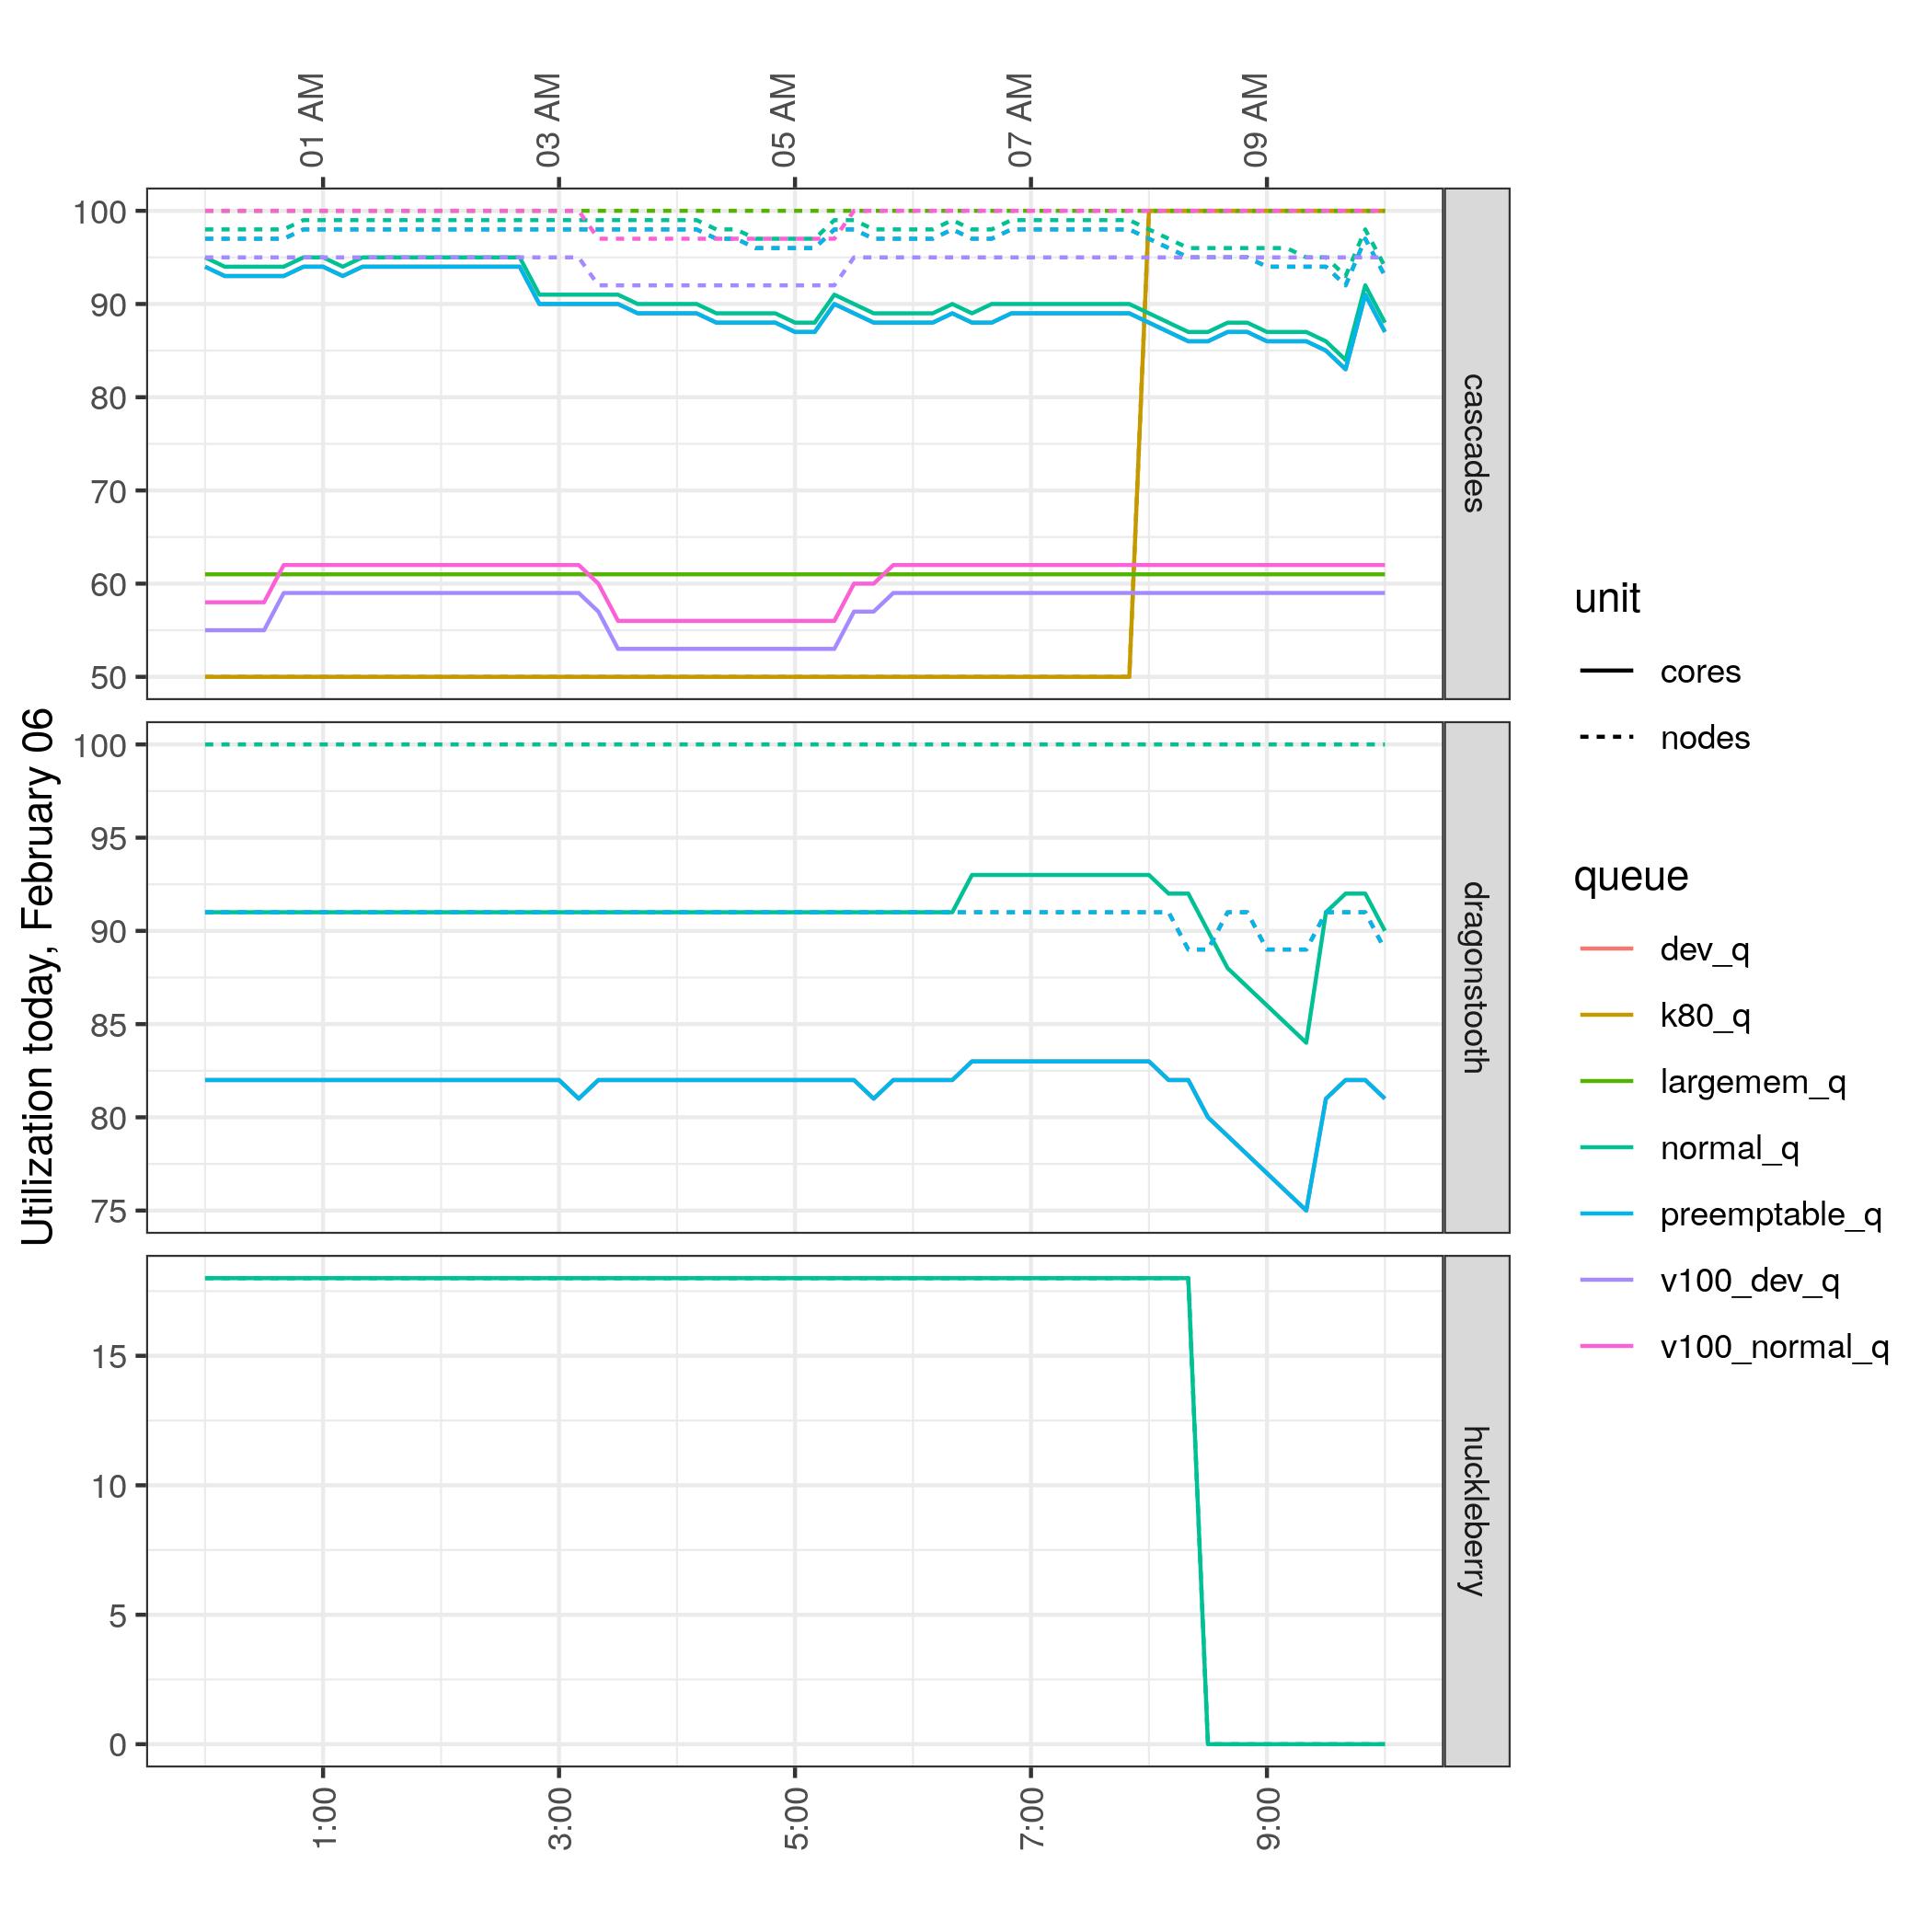 01 AM
03 AM
05 AM
07 AM
09 AM
Utilization today, February 06
100
90
80
70
60
50
cascades
100
95
90
85
80
75
dragonstooth
15
10
5
0
huckleberry
1:00
3:00
5:00
7:00
9:00
unit
cores
nodes
queue
dev_q
k80_q
largemem_q
normal_q
preemptable_q
v100_dev_q
v100_normal_q